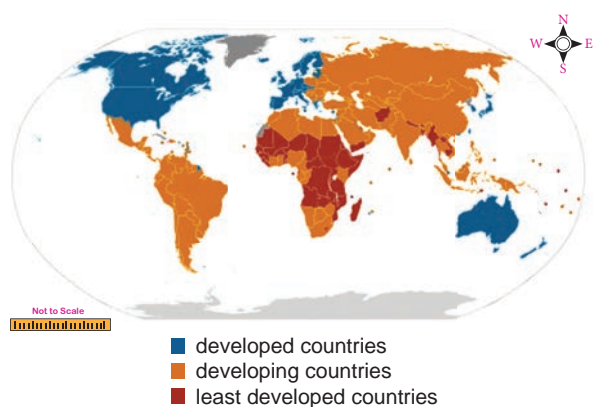 N
W E
S
Not to Scale
developed countries
developing countries
least developed countries